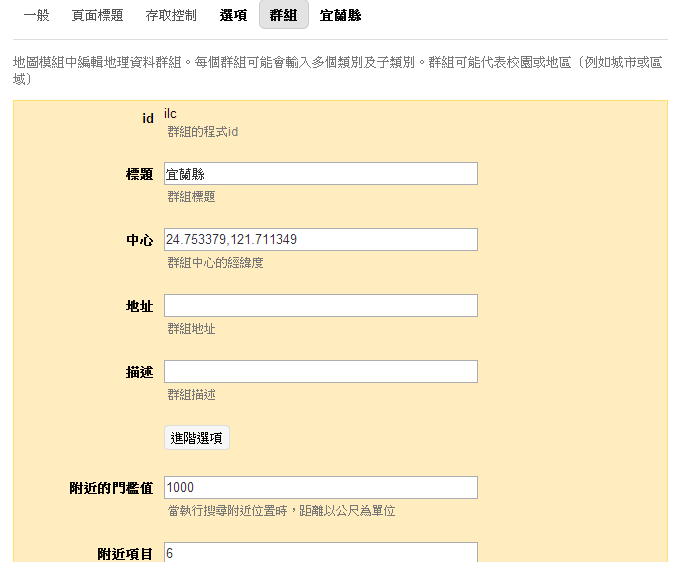 一般 頁面標題 存取控制 選項 群組 宜蘭縣
地圖模組中編輯地理資料群組。每個群組可能會輸入多個類別及子類別。群組可能代表校園或地區（例如城市或區
域）
id ilc
群組的程式id
標題 宜蘭縣
群組標題
中心 24.753379,121.711349
群組中心的經緯度
地址
群組地址
描述
群組描述
進階選項
附近的門檻值 1000
當執行搜尋附近位置時，距離以公尺為單位
附近項目 6